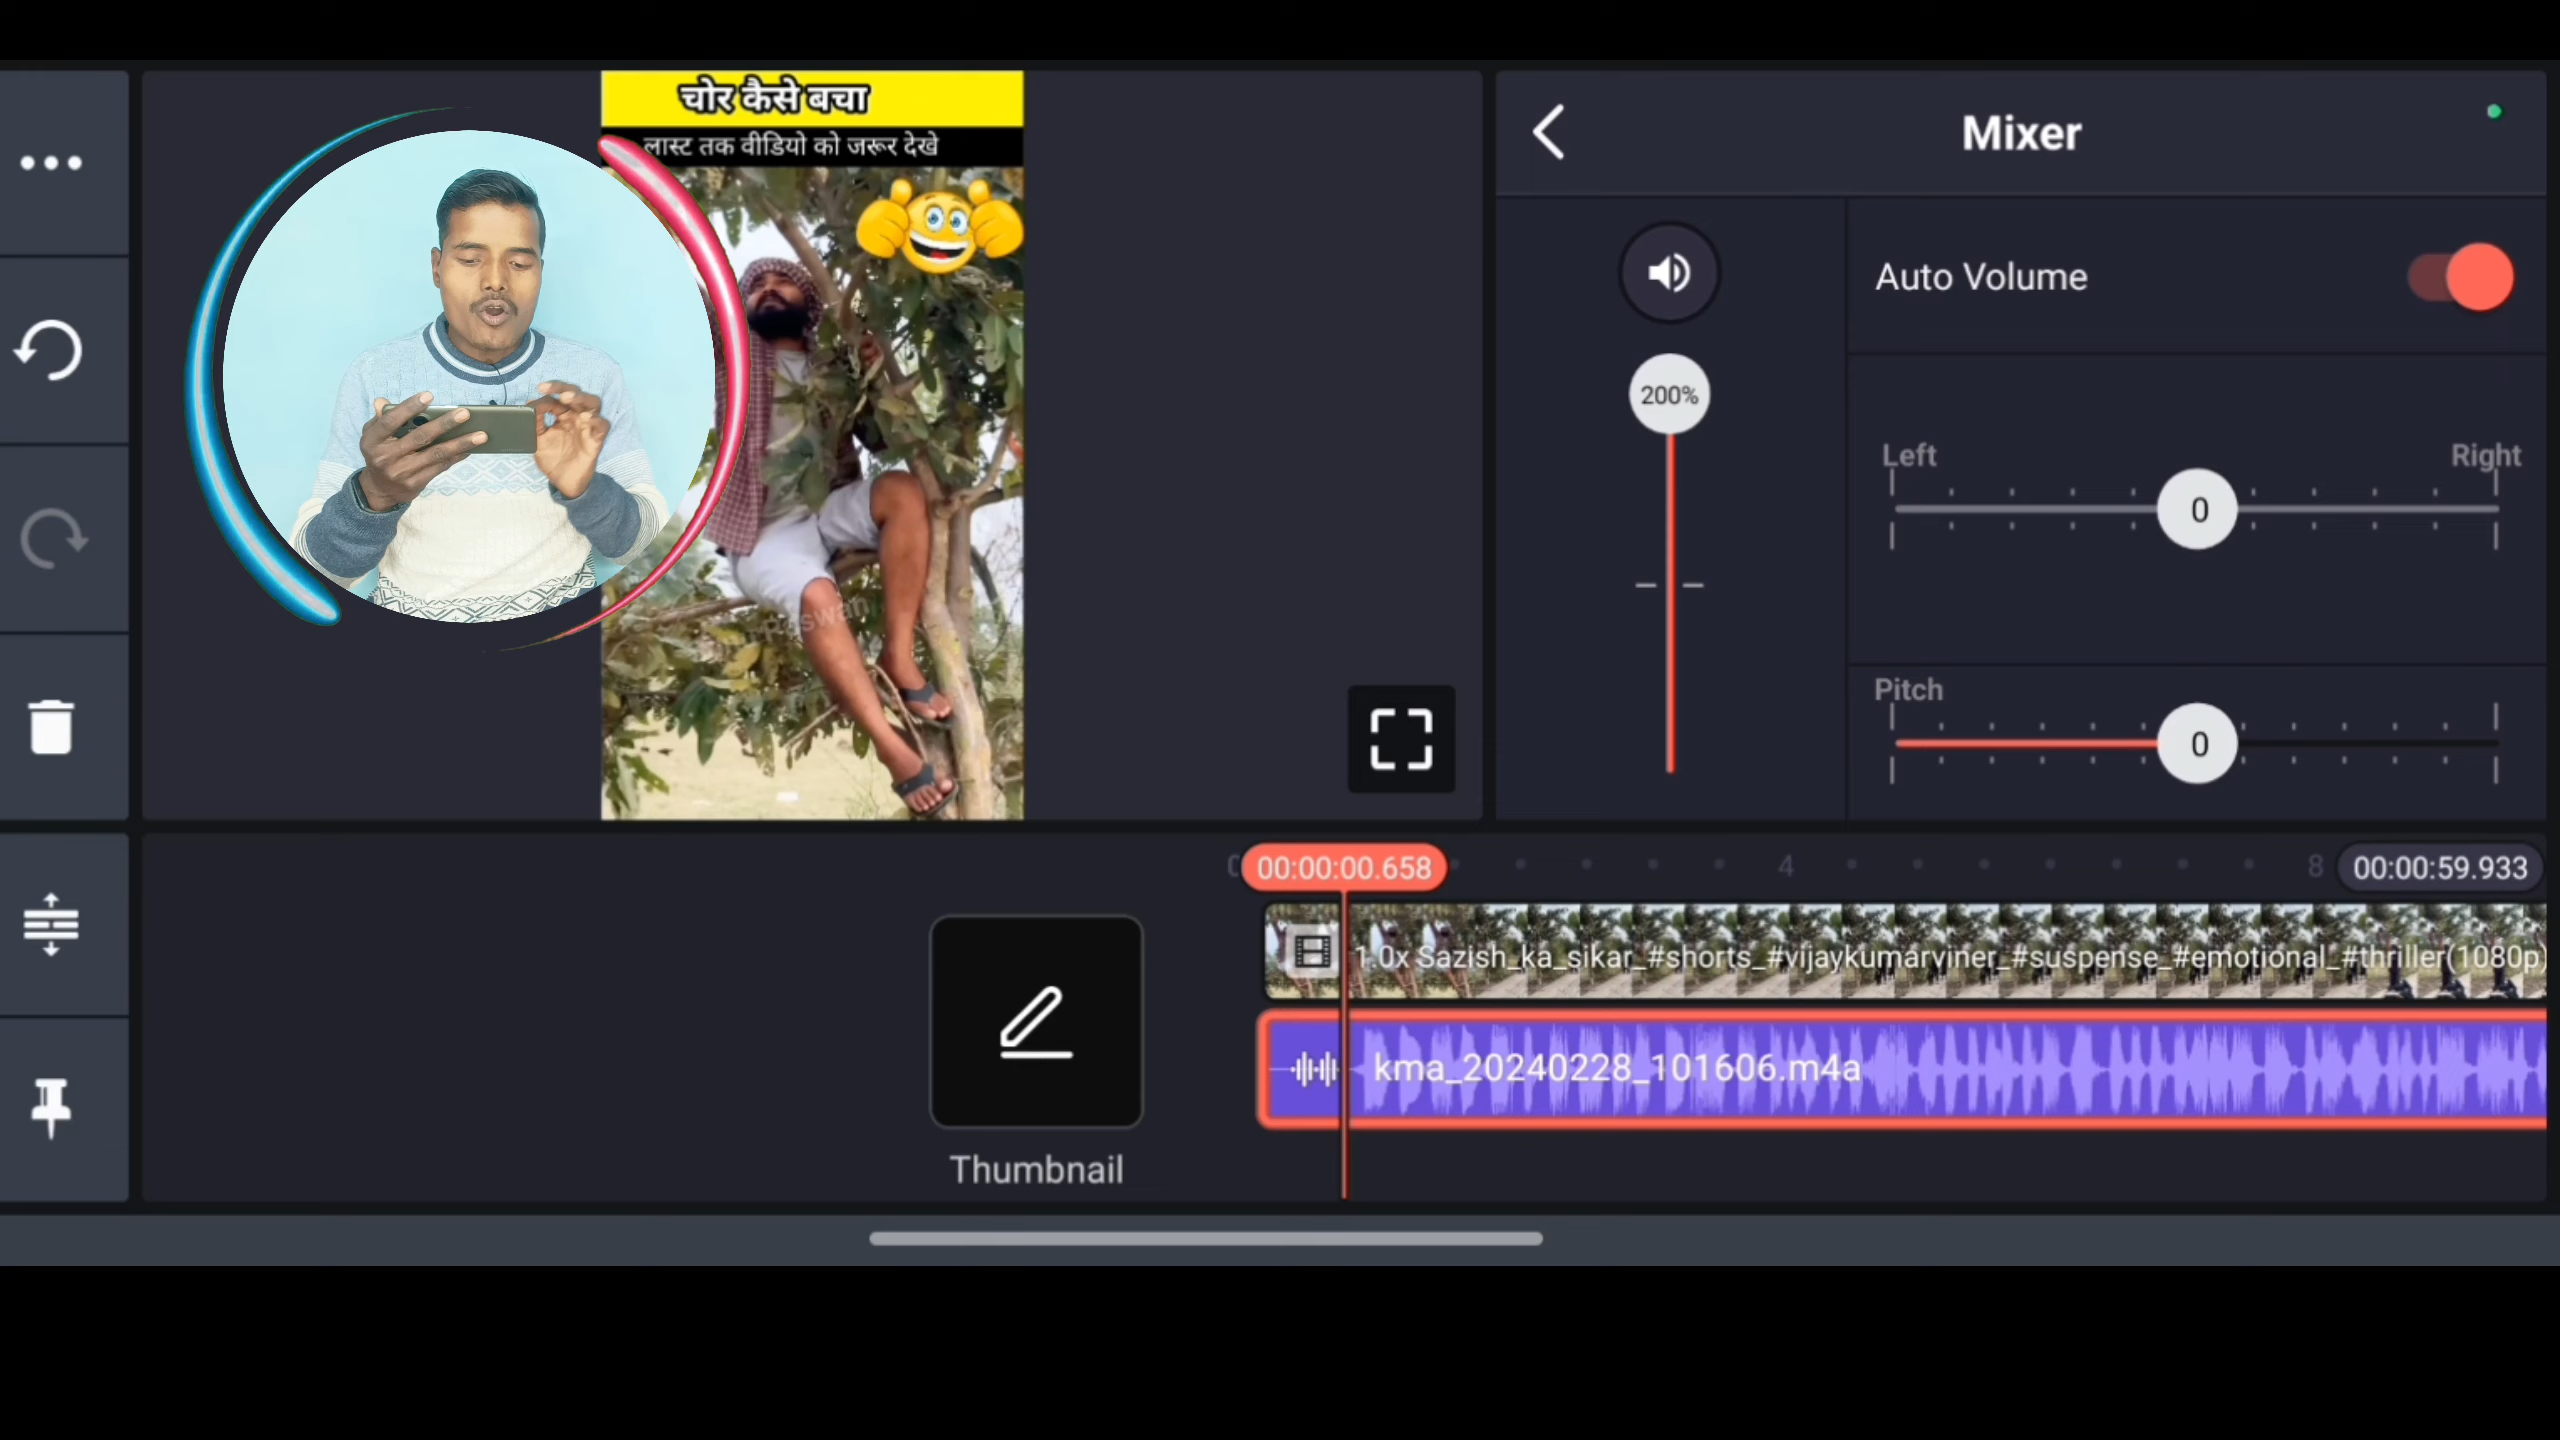 चोर कैसे बचा
लास्ट तक वीडियो को जरूर देखे
Mixer
Auto Volume
200%
Left
Right
0
Pitch
0
00:00:00.658
4
8
00:00:59.933
1.0x Sazish_ka_sikar_#shorts_#vijaykumarviner_#suspense_#emotional_#thriller(1080p)
kma_20240228_101606.m4a
Thumbnail